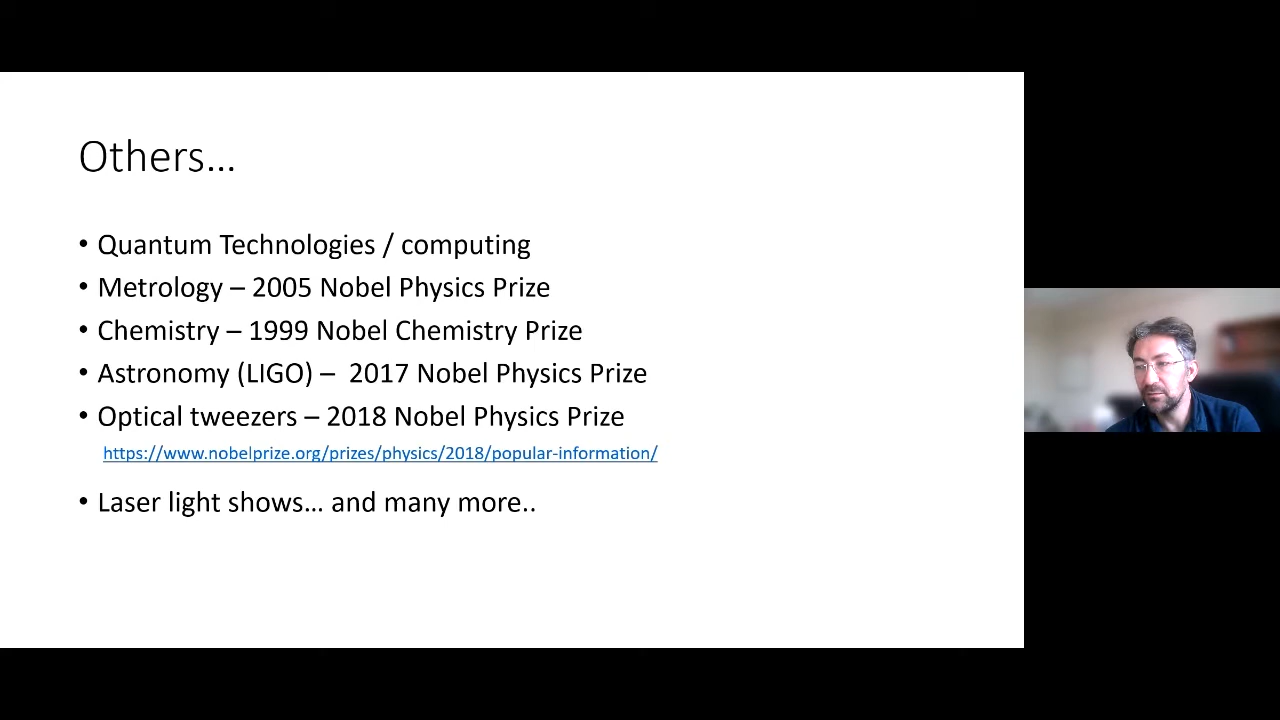 Others…
• Quantum Technologies / computing
• Metrology – 2005 Nobel Physics Prize
• Chemistry – 1999 Nobel Chemistry Prize
• Astronomy (LIGO) –  2017 Nobel Physics Prize
• Optical tweezers – 2018 Nobel Physics Prize
https://www.nobelprize.org/prizes/physics/2018/popular-information/
• Laser light shows… and many more..